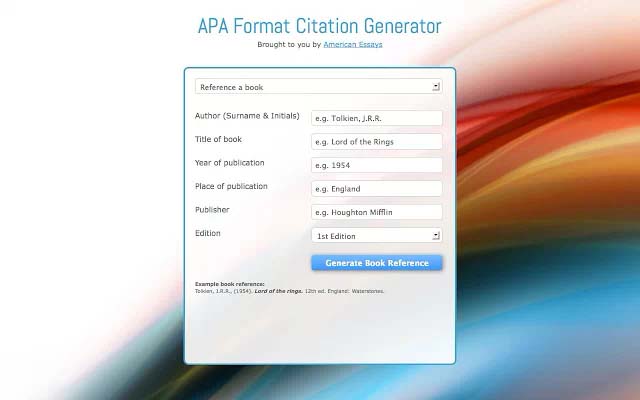 APA Format Citation Generator
Brought to you by American Essays
Reference a book
Author (Surname & Initials)
e.g. Tolkien, J.R.R.
Title of book
e.g. Lord of the Rings
Year of publication
e.g. 1954
Place of publication
e.g. England
Publisher
e.g. Houghton Mifflin
Edition
1st Edition
Generate Book Reference
Example book reference:
Tolkien, J.R.R., (1954). Lord of the rings. 12th ed. England: Waterstones.